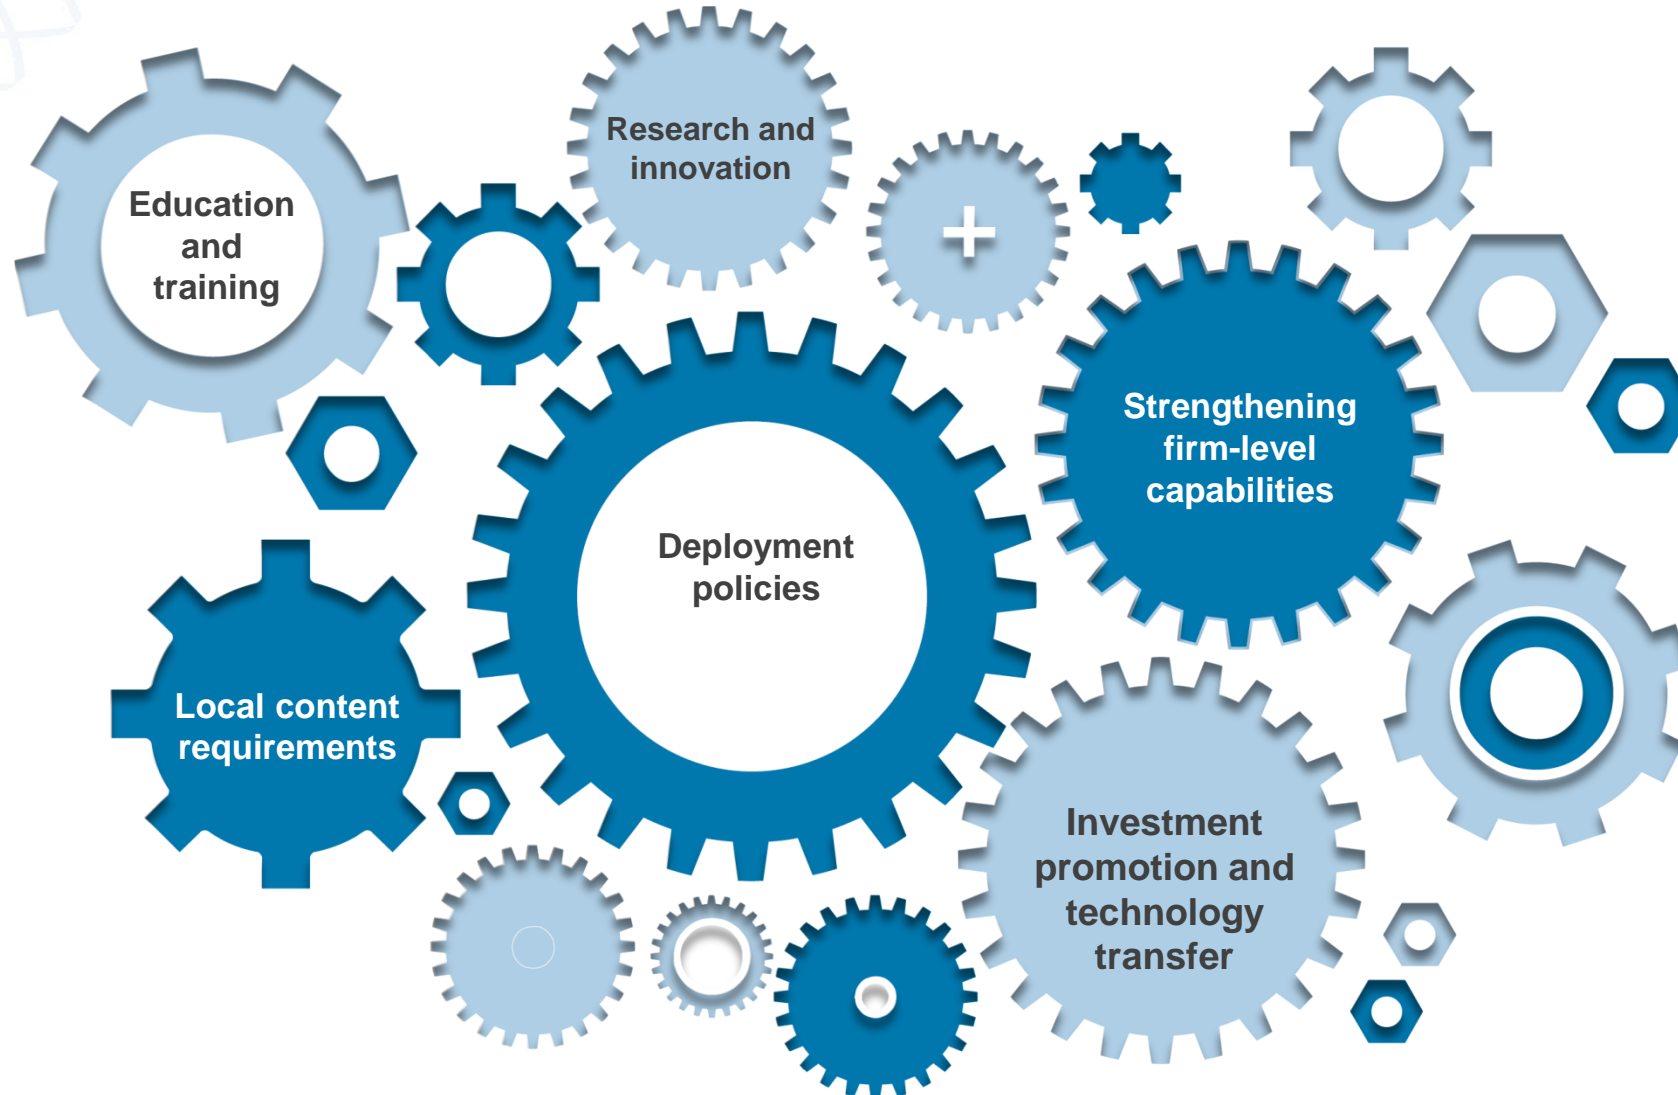 Research and
innovation
Education
and
training
Strengthening
firm-level
capabilities
Deployment
policies
Local content
requirements
Investment
promotion and
technology
transfer